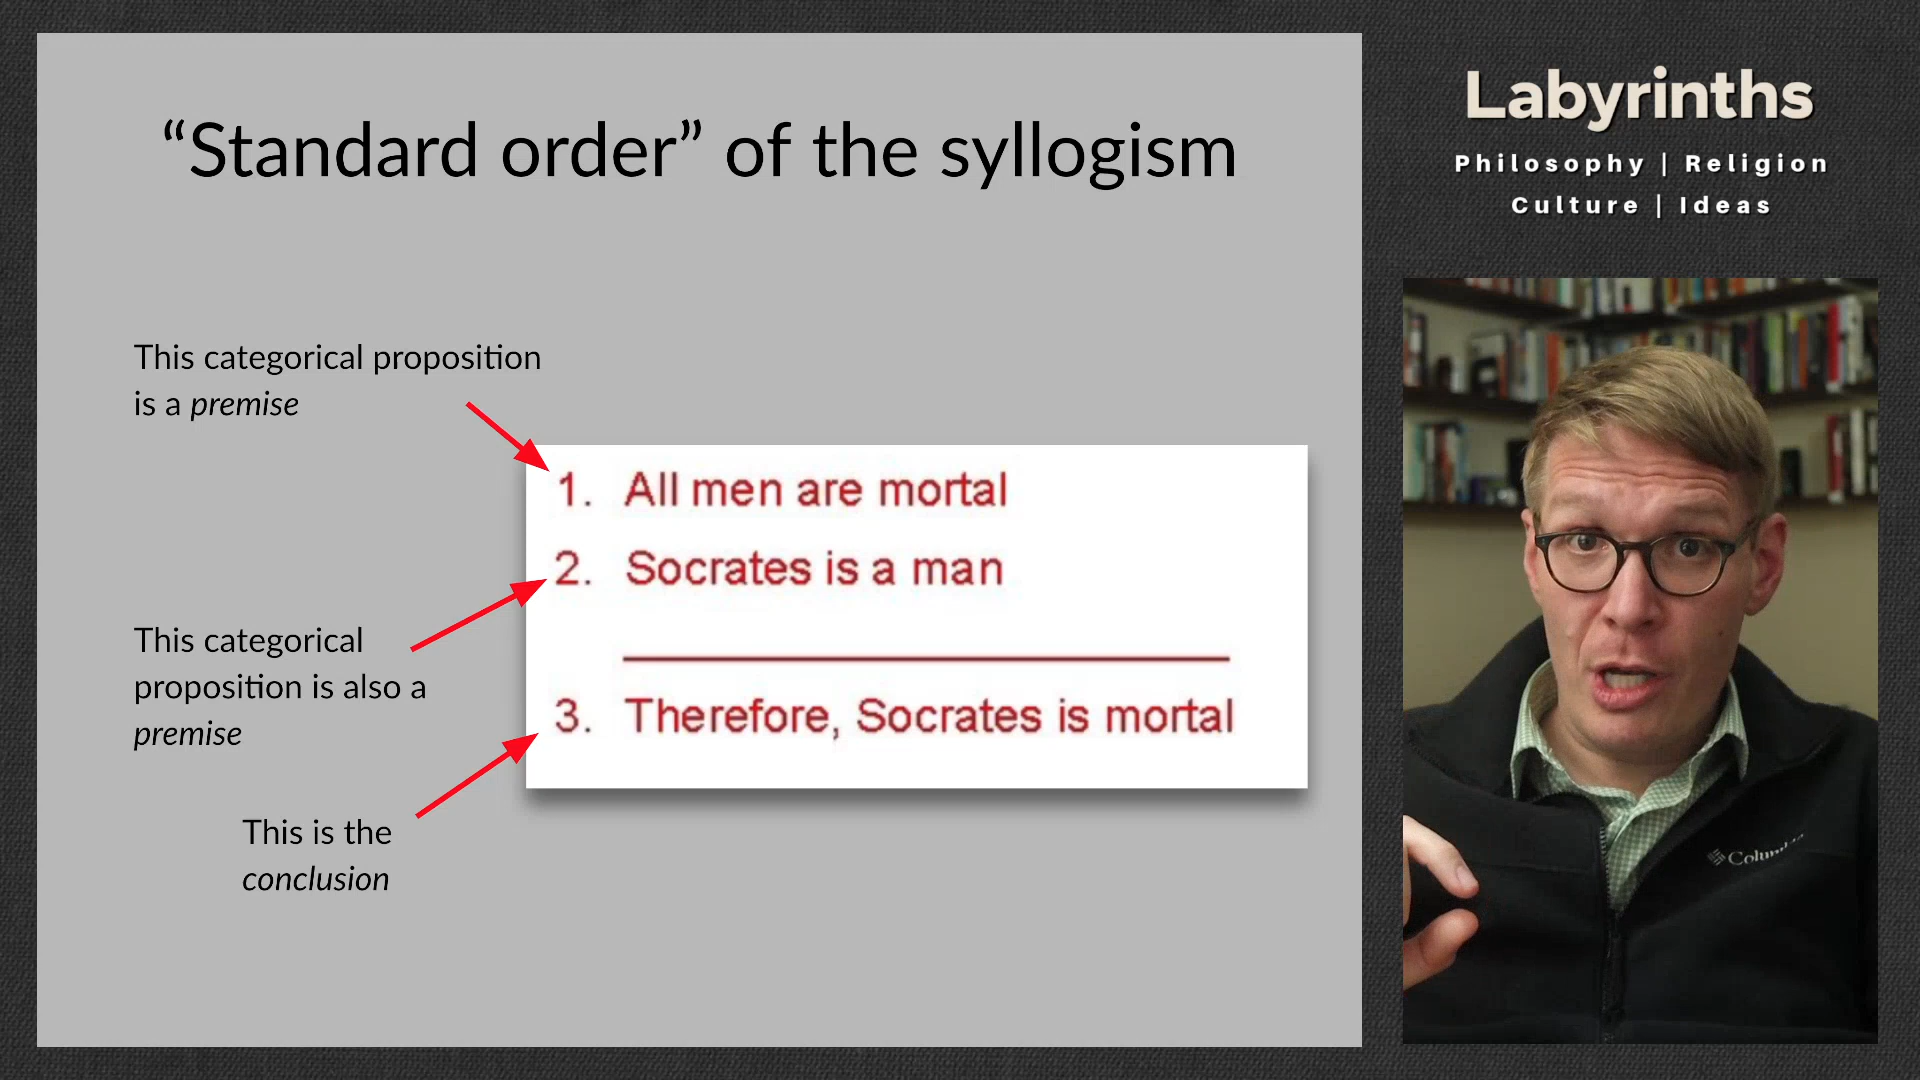 “Standard order” of the syllogism
This categorical proposition
is a premise
1. All men are mortal
2. Socrates is a man
This categorical
proposition is also a
premise
3. Therefore, Socrates is mortal
This is the
conclusion
Labyrinths
Philosophy | Religion
Culture | Ideas
Columbia